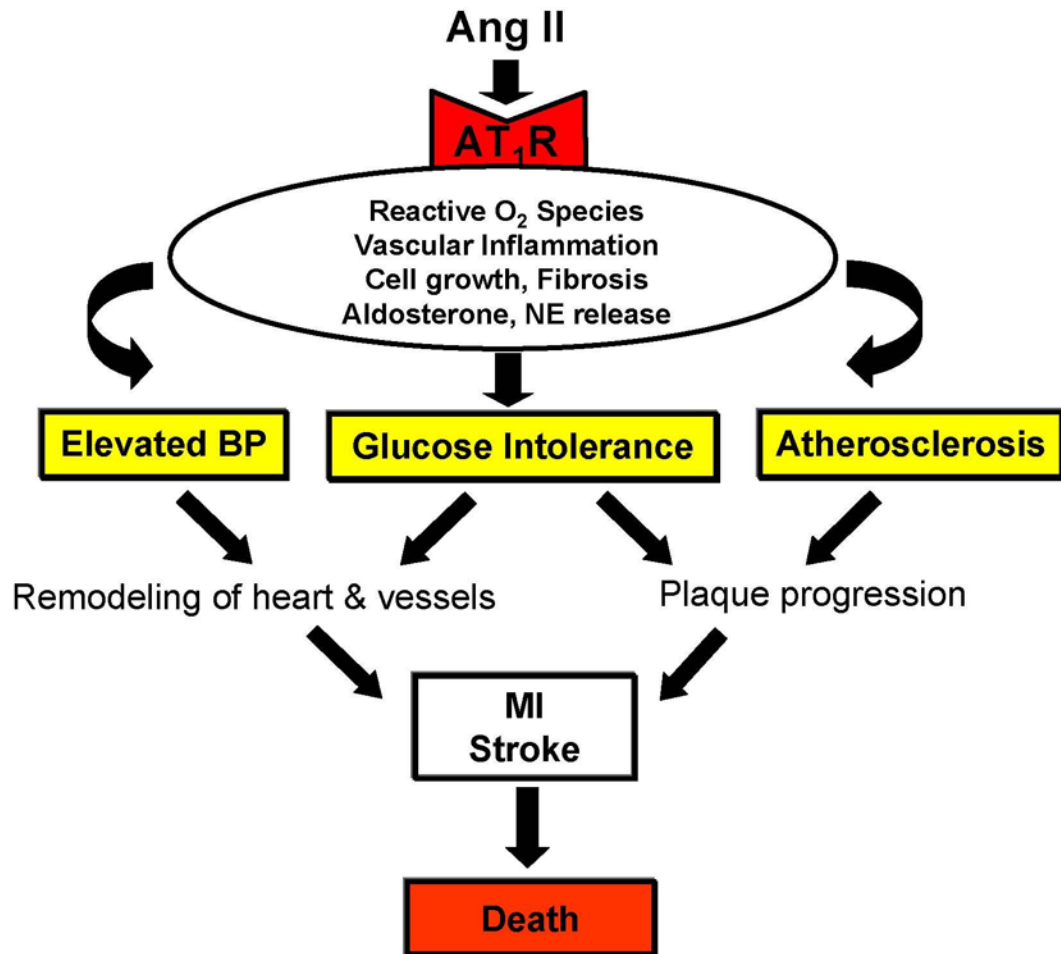 Ang II
AT₁R
Reactive O₂ Species
Vascular Inflammation
Cell growth, Fibrosis
Aldosterone, NE release
Elevated BP
Glucose Intolerance
Atherosclerosis
Remodeling of heart & vessels
Plaque progression
MI
Stroke
Death